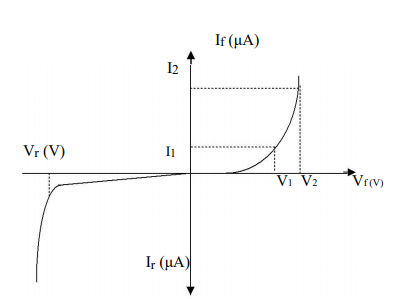 If (μA)
I2
Vr (V)
I1
V1 V2 Vf (V)
Ir (μA)